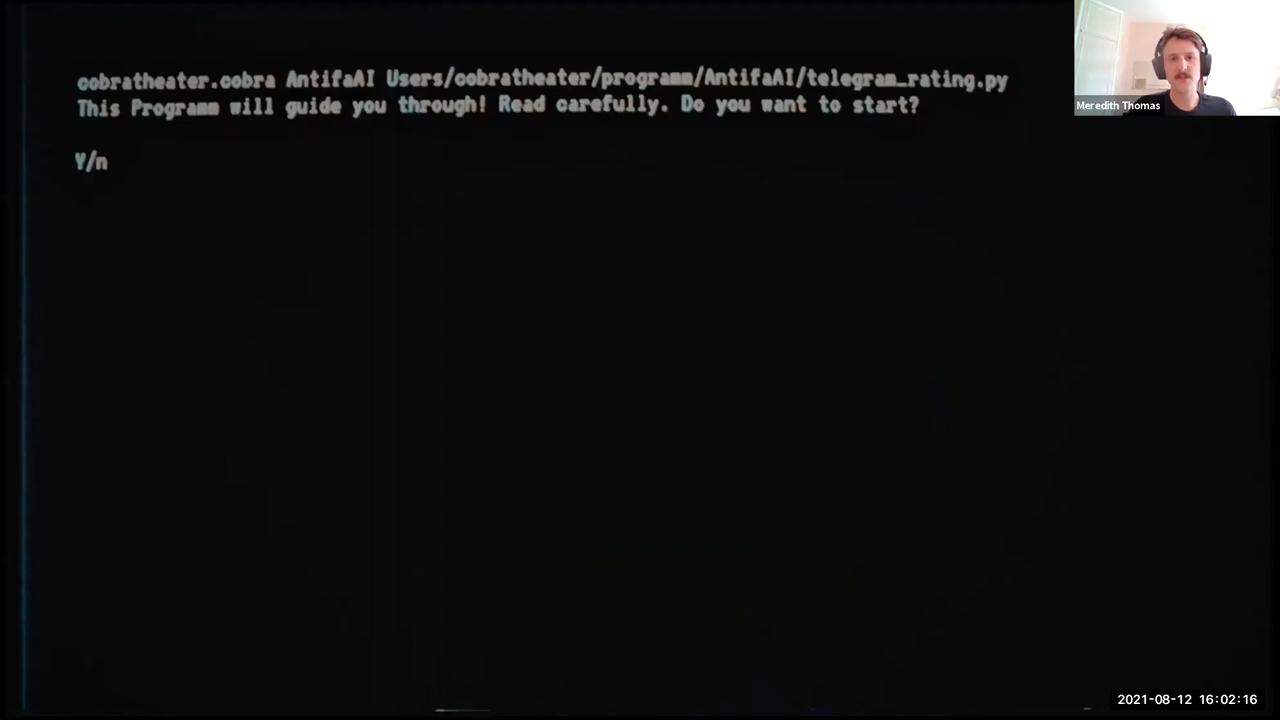 cobratheater.cobra AntifaAI Users/cobratheater/programm/AntifaAI/telegram_rating.py
This Programm will guide you through! Read carefully. Do you want to start?
Y/n
Meredith Thomas
2021-08-12 16:02:16